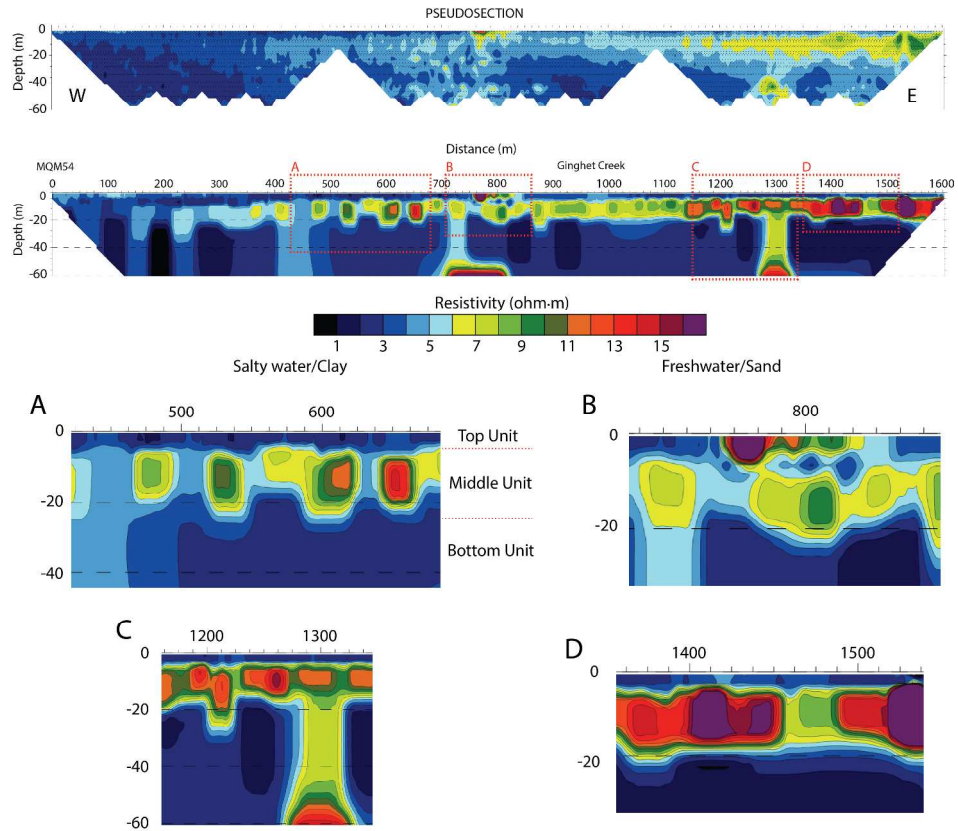 PSEUDOSECTION
Depth (m)
0
-20
-40
-60
W
E
Distance (m)
MQM54
A
B
Ginghet Creek
C
D
0 100 200 300 400 500 600 700 800 900 1000 1100 1200 1300 1400 1500 1600
Depth (m)
0
-20
-40
-60
Resistivity (ohm·m)
1 3 5 7 9 11 13 15
Salty water/Clay
Freshwater/Sand
A
500 600
0
-20
-40
Top Unit
Middle Unit
Bottom Unit
B
800
0
-20
C
1200 1300
0
-20
-40
-60
D
1400 1500
0
-20